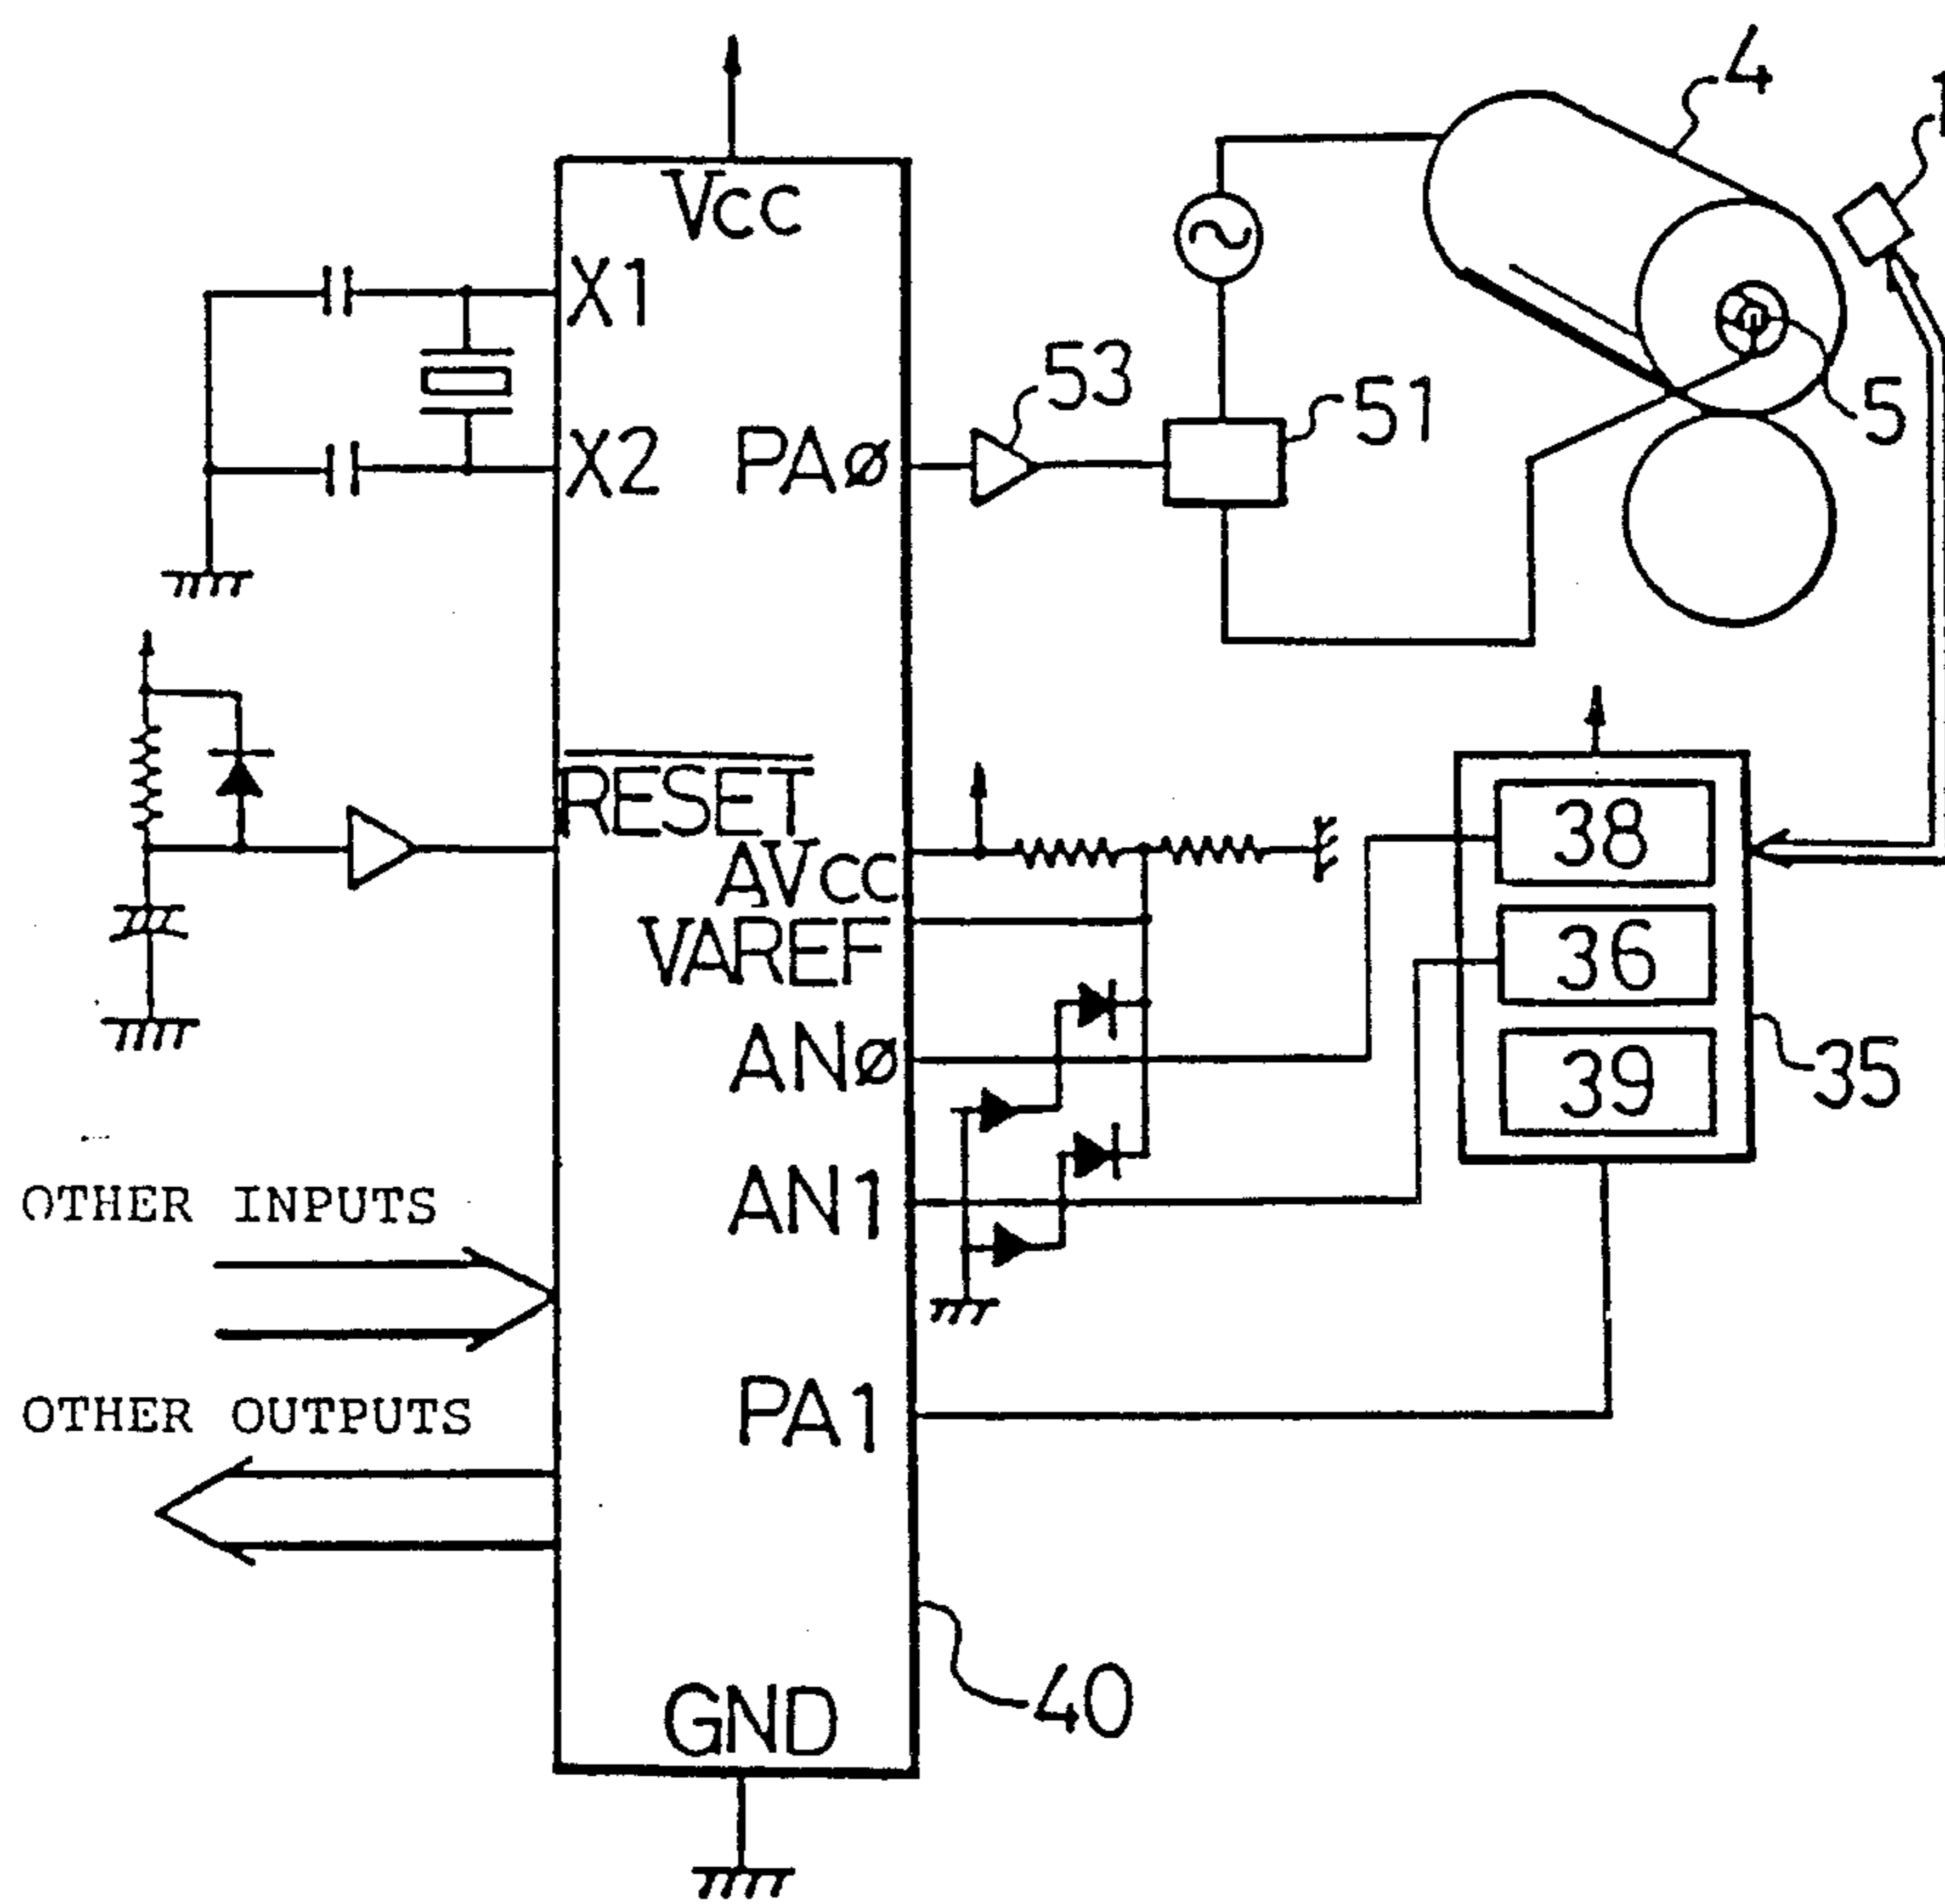 4
1
VCC
X1
53
51
5
X2
PAØ
RESET
38
AVCC
VAREF
36
ANØ
39
35
OTHER INPUTS
AN1
OTHER OUTPUTS
PA1
40
GND